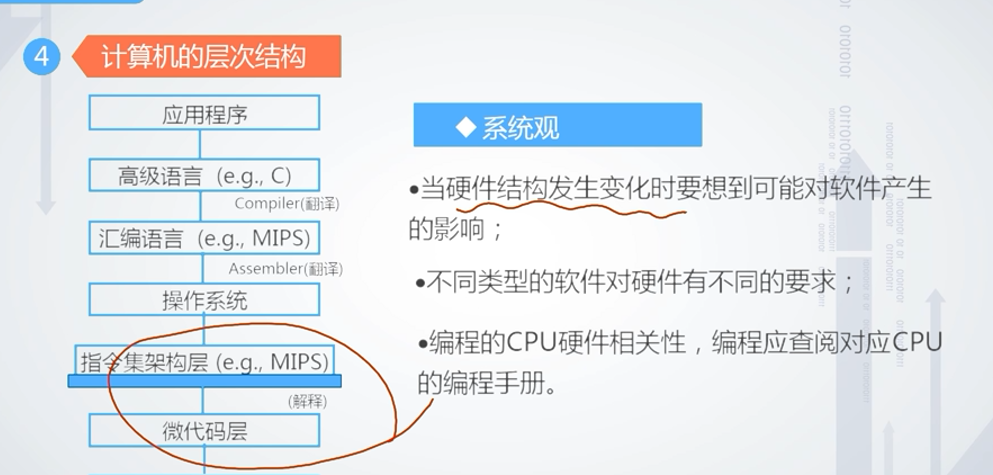 4
计算机的层次结构
应用程序
高级语言 (e.g., C)
Compiler(翻译)
汇编语言 (e.g., MIPS)
Assembler(翻译)
操作系统
指令集架构层 (e.g., MIPS)
(解释)
微代码层
◆ 系统观
•当硬件结构发生变化时要想到可能对软件产生
的影响；
•不同类型的软件对硬件有不同的要求；
•编程的CPU硬件相关性，编程应查阅对应CPU
的编程手册。